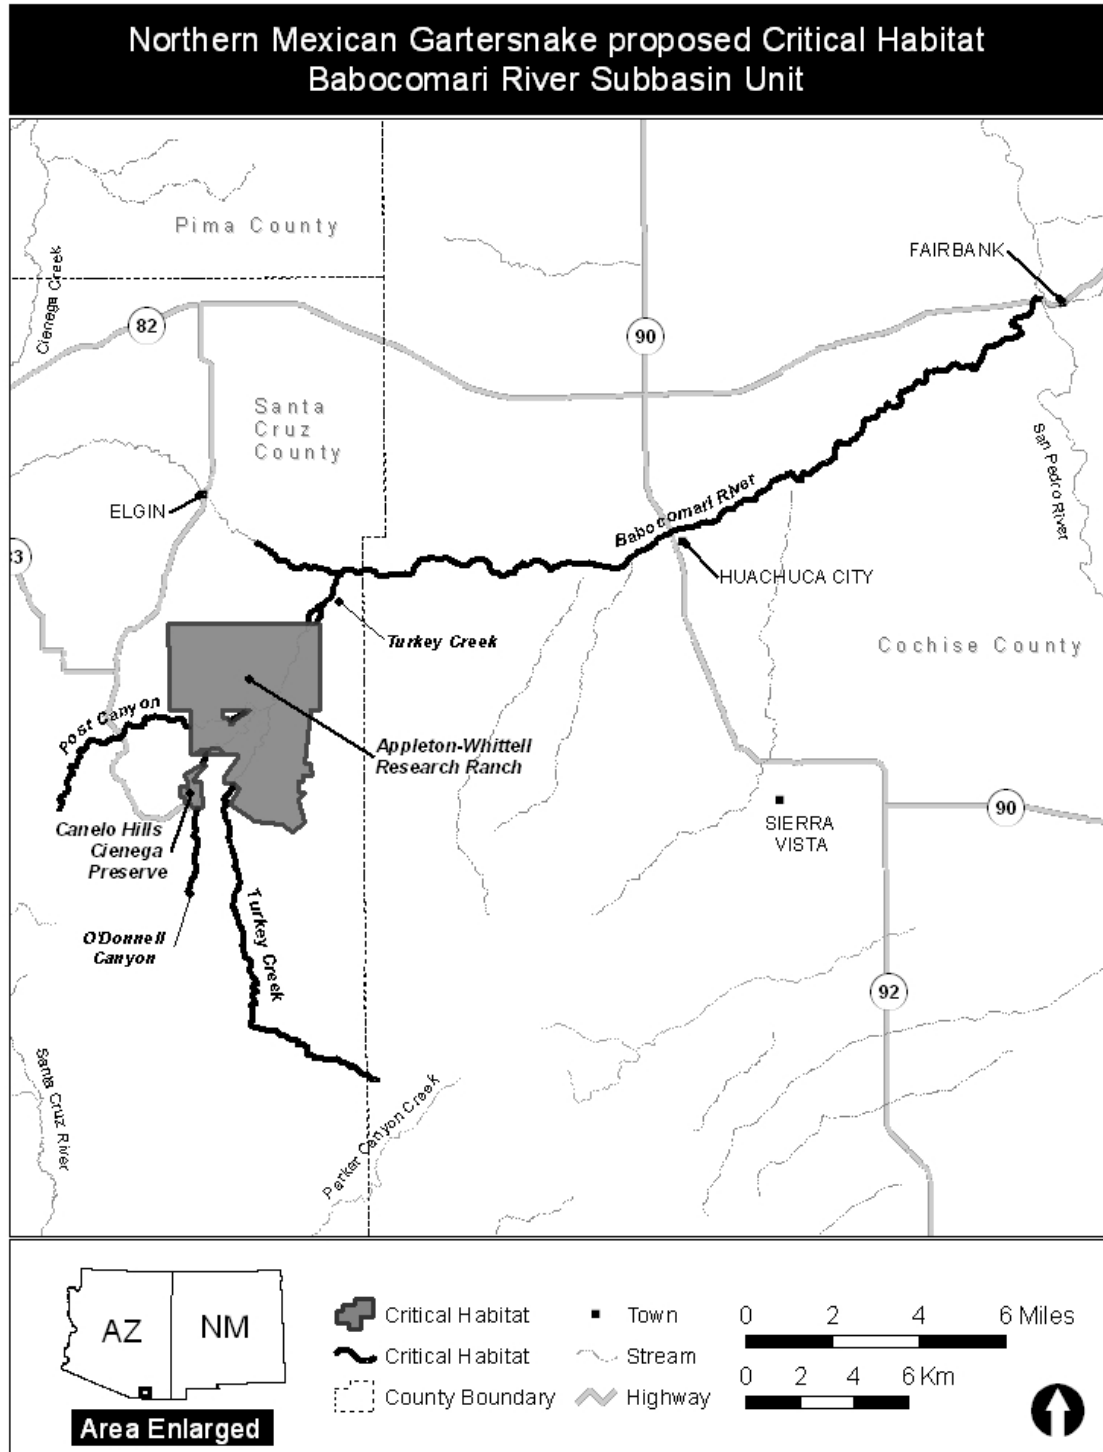 Northern Mexican Gartersnake proposed Critical Habitat
Babocomari River Subbasin Unit
Pima County
Cienega Creek
FAIRBANK
82
90
Santa
Cruz
County
San Pedro River
ELGIN
Babocomari River
83
HUACHUCA CITY
Turkey Creek
Cochise County
Post Canyon
Appleton-Whittell
Research Ranch
90
SIERRA
VISTA
Canelo Hills
Cienega
Preserve
Turkey Creek
O'Donnell
Canyon
92
Santa Cruz River
Parker Canyon Creek
AZ
NM
Area Enlarged
Critical Habitat
Critical Habitat
County Boundary
Town
Stream
Highway
0 2 4 6 Miles
0 2 4 6 Km